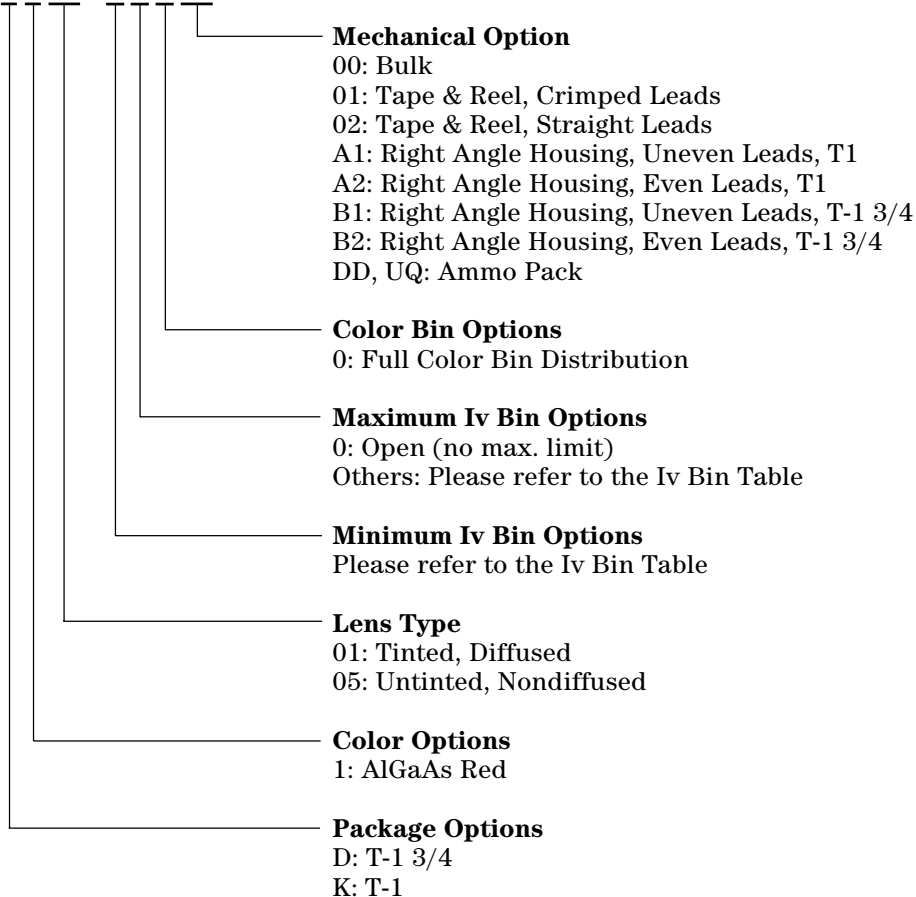 Mechanical Option
00: Bulk
01: Tape & Reel, Crimped Leads
02: Tape & Reel, Straight Leads
A1: Right Angle Housing, Uneven Leads, T1
A2: Right Angle Housing, Even Leads, T1
B1: Right Angle Housing, Uneven Leads, T-1 3/4
B2: Right Angle Housing, Even Leads, T-1 3/4
DD, UQ: Ammo Pack
Color Bin Options
0: Full Color Bin Distribution
Maximum Iv Bin Options
0: Open (no max. limit)
Others: Please refer to the Iv Bin Table
Minimum Iv Bin Options
Please refer to the Iv Bin Table
Lens Type
01: Tinted, Diffused
05: Untinted, Nondiffused
Color Options
1: AlGaAs Red
Package Options
D: T-1 3/4
K: T-1